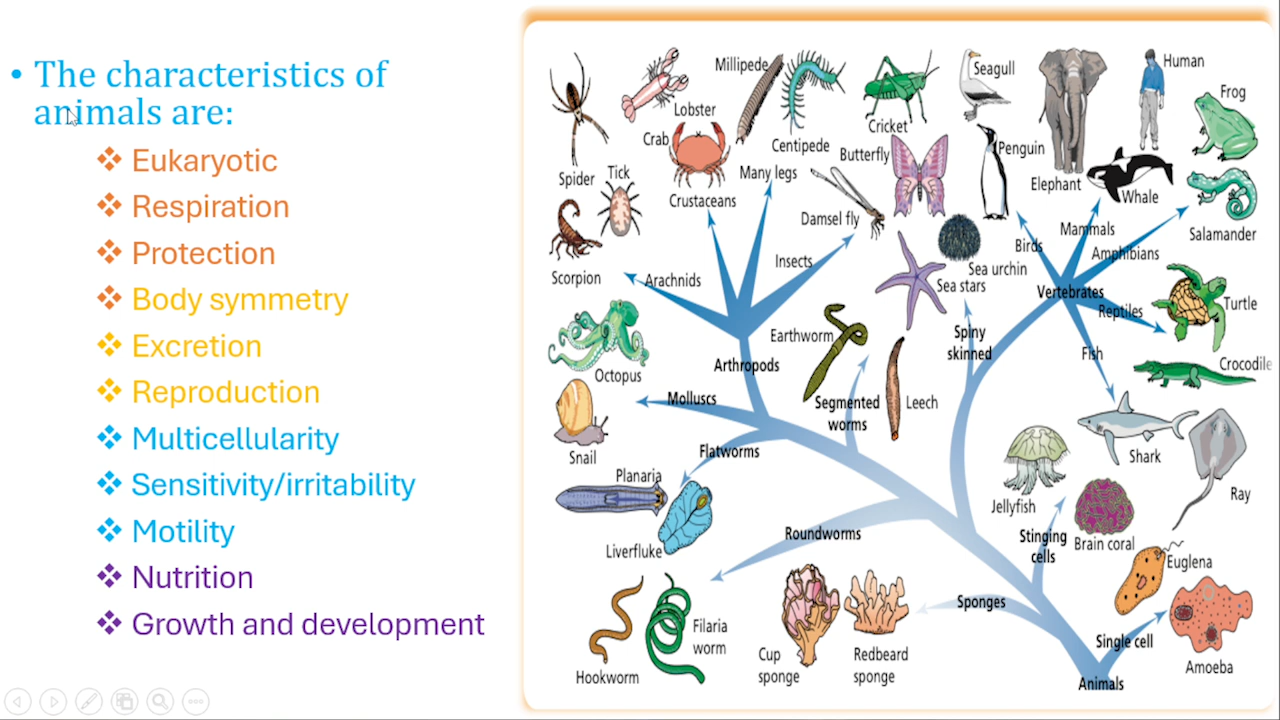 • The characteristics of
animals are:
❖ Eukaryotic
❖ Respiration
❖ Protection
❖ Body symmetry
❖ Excretion
❖ Reproduction
❖ Multicellularity
❖ Sensitivity/irritability
❖ Motility
❖ Nutrition
❖ Growth and development
Spider
Lobster
Millipede
Centipede
Cricket
Seagull
Human
Frog
Crab
Crustaceans
Many legs
Butterfly
Penguin
Elephant
Whale
Tick
Scorpion
Damsel fly
Salamander
Arachnids
Insects
Sea urchin
Sea stars
Birds
Mammals
Amphibians
Vertebrates
Reptiles
Fish
Turtle
Crocodile
Octopus
Earthworm
Spiny
skinned
Arthropods
Molluscs
Segmented
worms
Leech
Snail
Flatworms
Shark
Ray
Planaria
Liverfluke
Jellyfish
Brain coral
Stinging
cells
Roundworms
Euglena
Sponges
Filaria
worm
Hookworm
Cup
sponge
Redbeard
sponge
Single cell
Amoeba
Animals